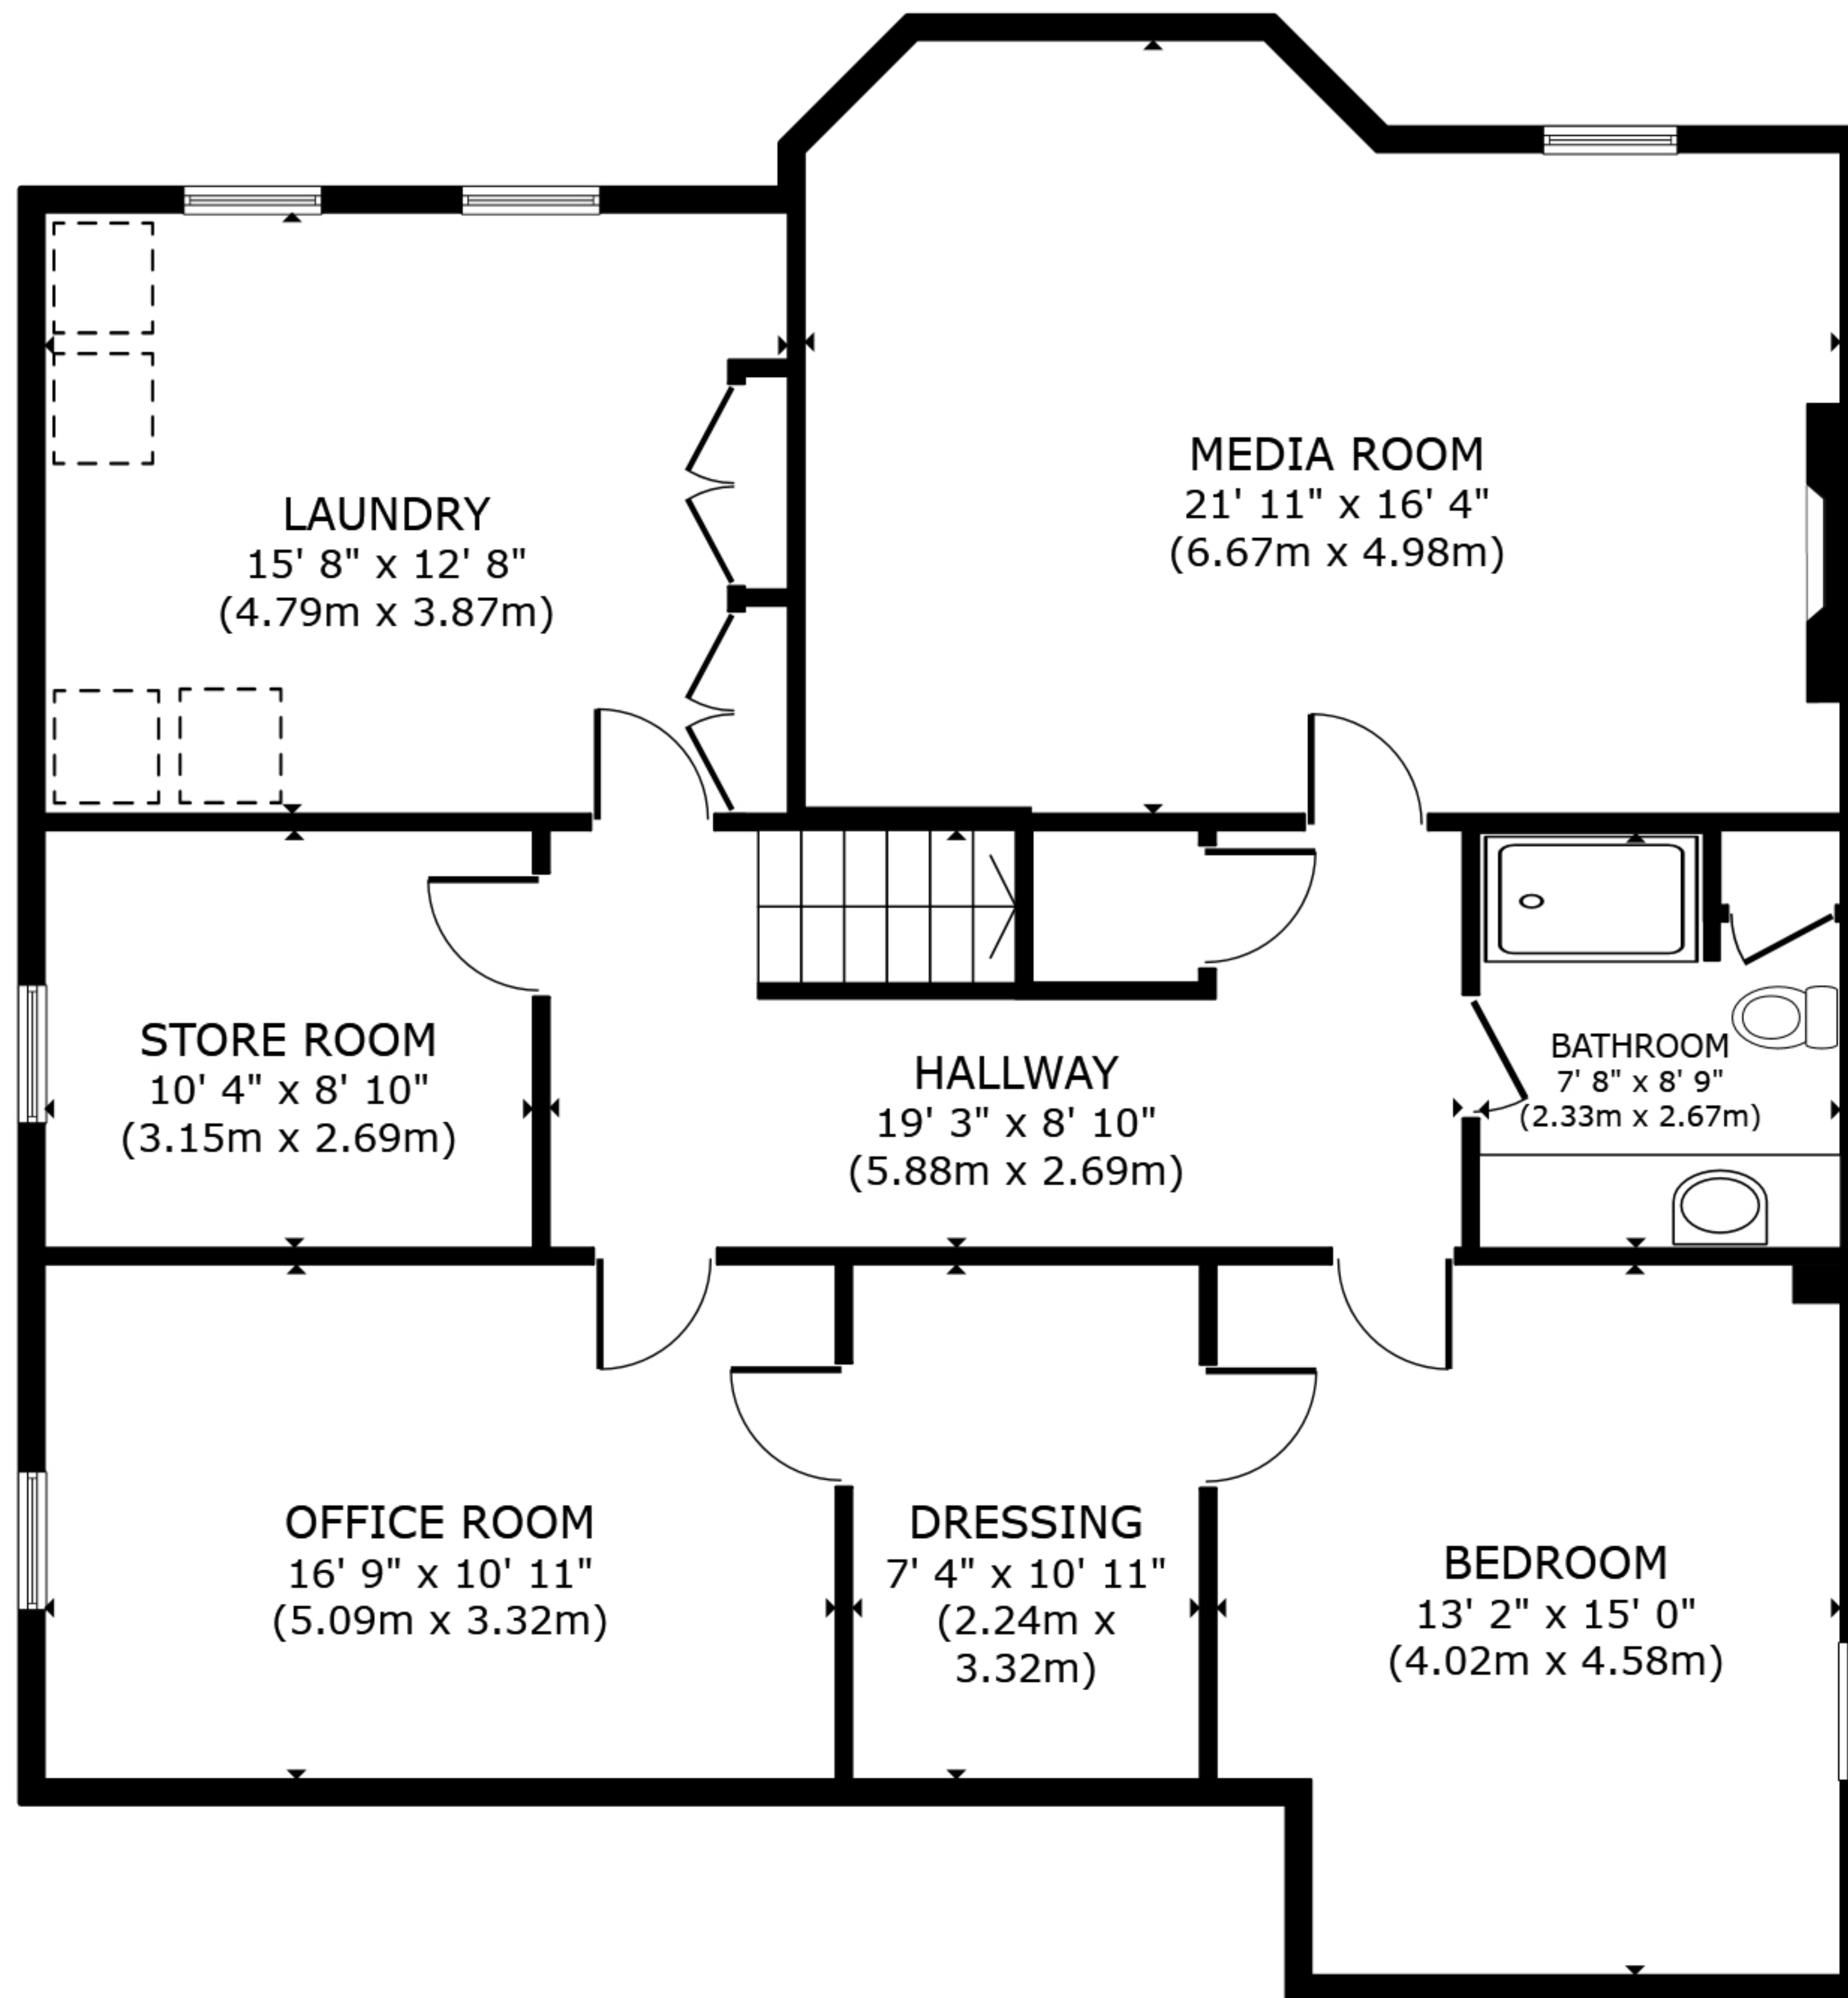 MEDIA ROOM
21' 11" x 16' 4"
(6.67m x 4.98m)
LAUNDRY
15' 8" x 12' 8"
(4.79m x 3.87m)
STORE ROOM
10' 4" x 8' 10"
(3.15m x 2.69m)
HALLWAY
19' 3" x 8' 10"
(5.88m x 2.69m)
BATHROOM
7' 8" x 8' 9"
(2.33m x 2.67m)
OFFICE ROOM
16' 9" x 10' 11"
(5.09m x 3.32m)
DRESSING
7' 4" x 10' 11"
(2.24m x
3.32m)
BEDROOM
13' 2" x 15' 0"
(4.02m x 4.58m)